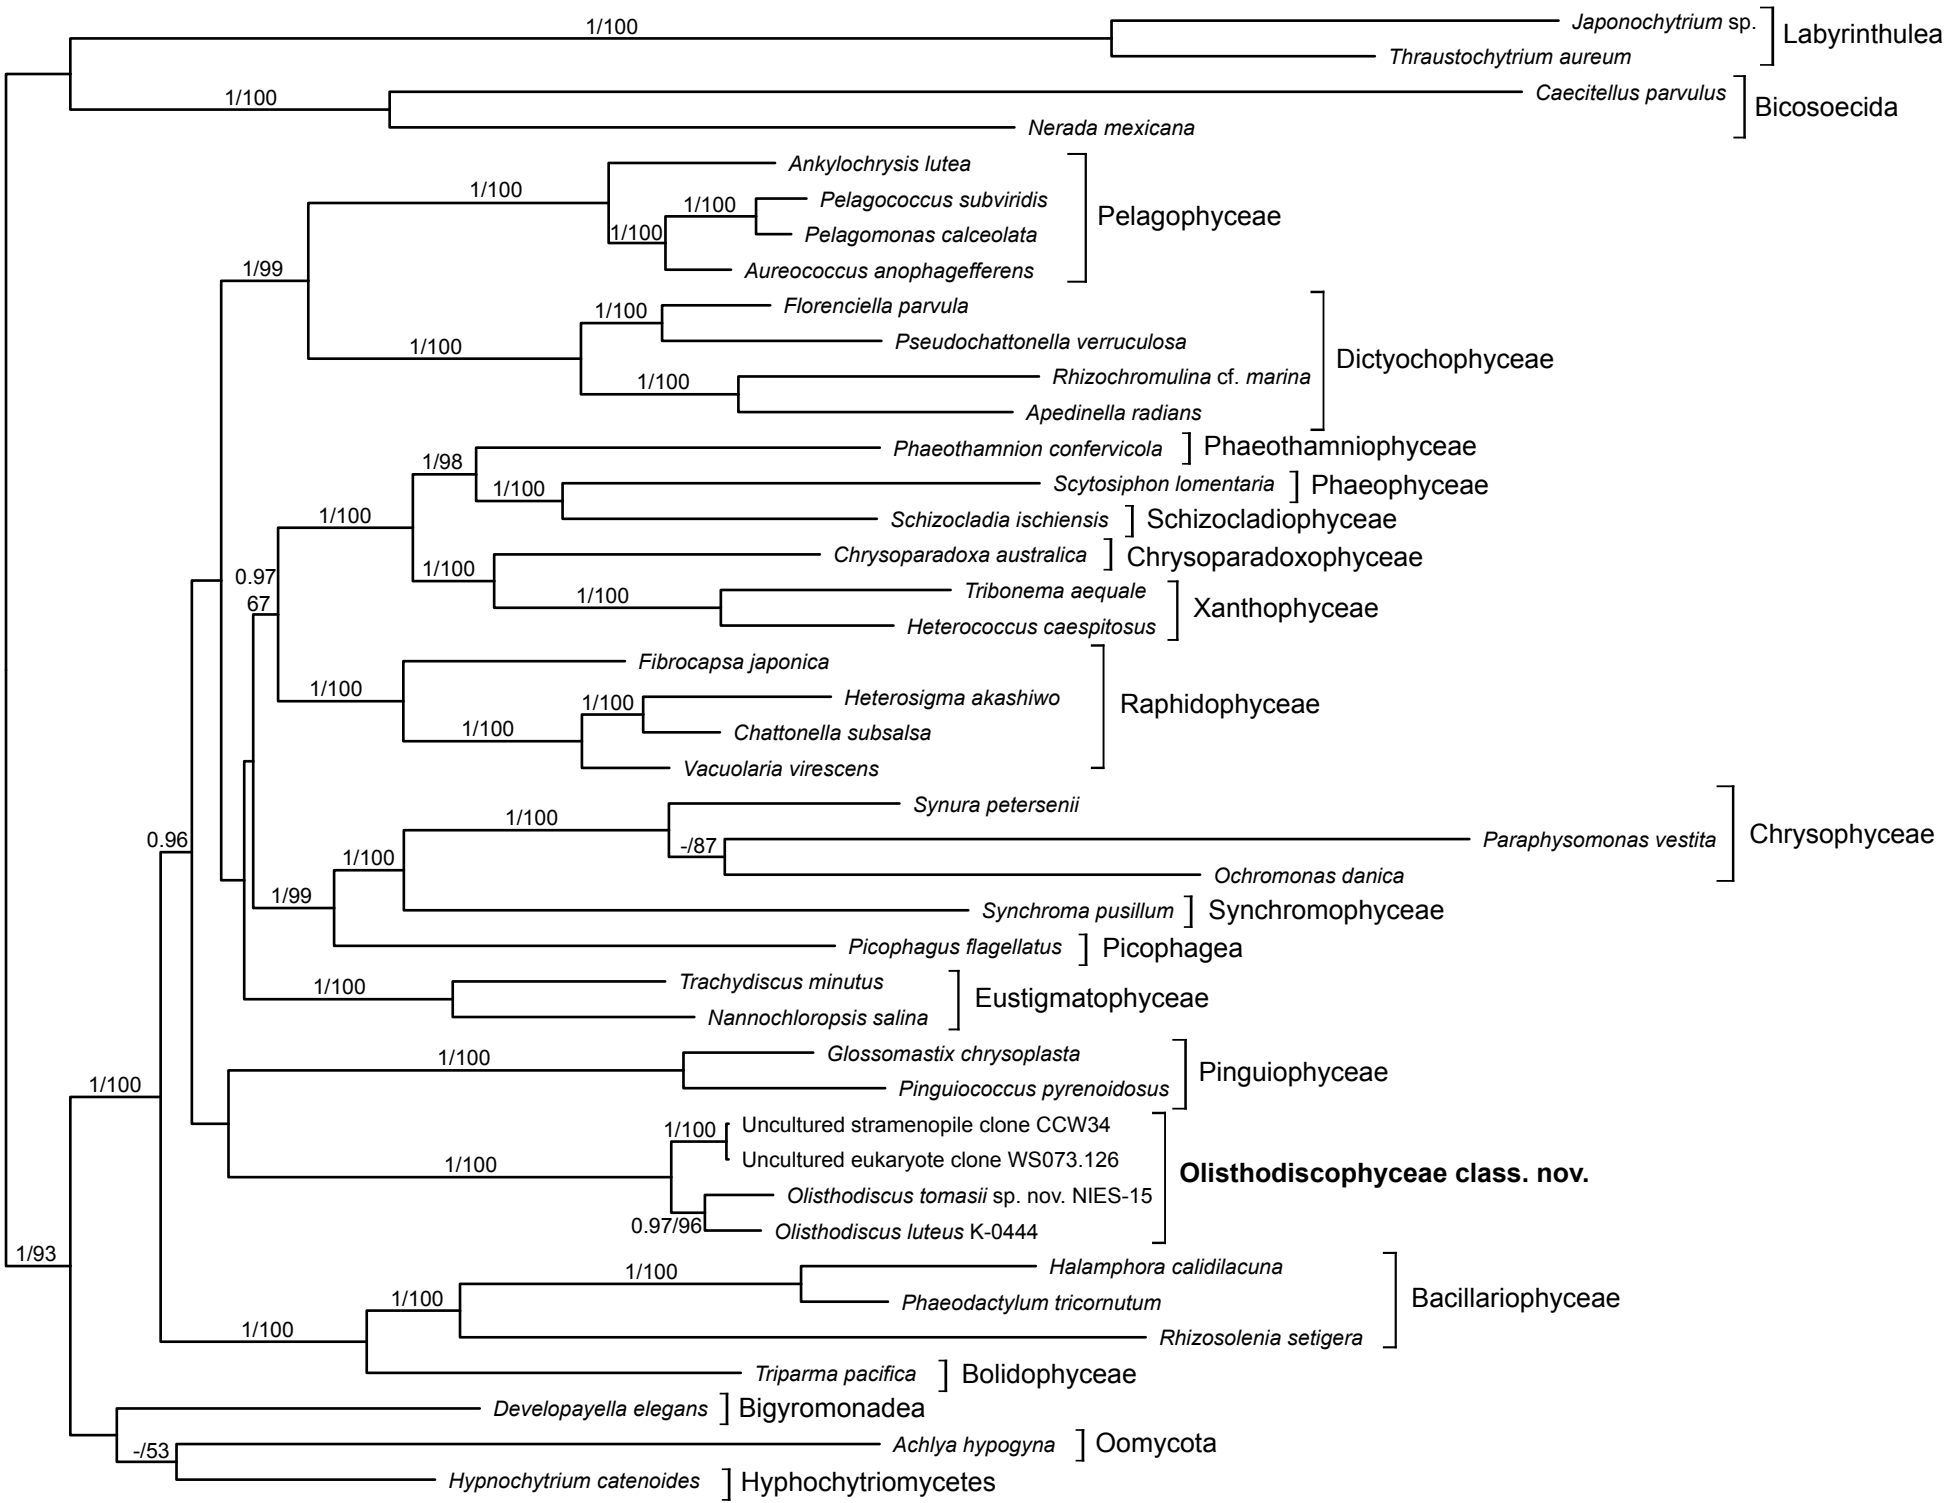 1/100
Japonochytrium sp.
Labyrinthulea
Thraustochytrium aureum
1/100
Caecitellus parvulus
Bicosoecida
Nerada mexicana
Ankylochrysis lutea
1/100
1/100
Pelagococcus subviridis
Pelagophyceae
1/100
Pelagomonas calceolata
1/99
Aureococcus anophagefferens
1/100
Florenciella parvula
1/100
Pseudochattonella verruculosa
Dictyochophyceae
1/100
Rhizochromulina cf. marina
Apedinella radians
Phaeothamnion confervicola
Phaeothamniophyceae
1/98
1/100
Scytosiphon lomentaria
Phaeophyceae
1/100
Schizocladia ischiensis
Schizocladiophyceae
Chrysoparadoxa australica
Chrysoparadoxophyceae
1/100
0.97
67
1/100
Tribonema aequale
Xanthophyceae
Heterococcus caespitosus
Fibrocapsa japonica
1/100
1/100
Heterosigma akashiwo
Raphidophyceae
1/100
Chattonella subsalsa
Vacuolaria virescens
Synura petersenii
1/100
-/87
Paraphysomonas vestita
Chrysophyceae
0.96
1/100
Ochromonas danica
1/99
Synchroma pusillum
Synchromophyceae
Picophagus flagellatus
Picophagea
1/100
Trachydiscus minutus
Eustigmatophyceae
Nannochloropsis salina
1/100
Glossomastix chrysoplasta
Pinguiophyceae
1/100
Pinguiococcus pyrenoidosus
1/100
Uncultured stramenopile clone CCW34
1/100
Uncultured eukaryote clone WS073.126
Olisthodiscophyceae class. nov.
Olisthodiscus tomasii sp. nov. NIES-15
0.97/96
Olisthodiscus luteus K-0444
1/93
1/100
Halamphora calidilacuna
1/100
Phaeodactylum tricornutum
Bacillariophyceae
1/100
Rhizosolenia setigera
Triparma pacifica
Bolidophyceae
Developayella elegans
Bigyromonadea
-/53
Achlya hypogyna
Oomycota
Hypnochytrium catenoides
Hyphochytriomycetes